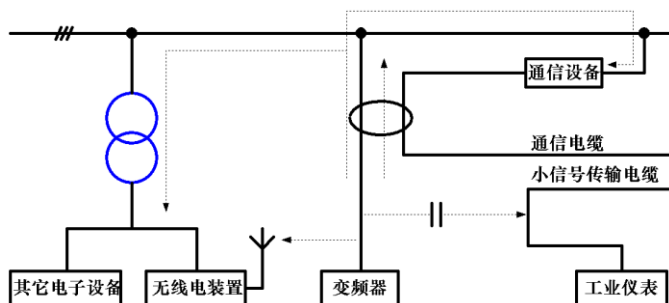 通信设备
通信电缆
小信号传输电缆
其它电子设备
无线电装置
变频器
工业仪表